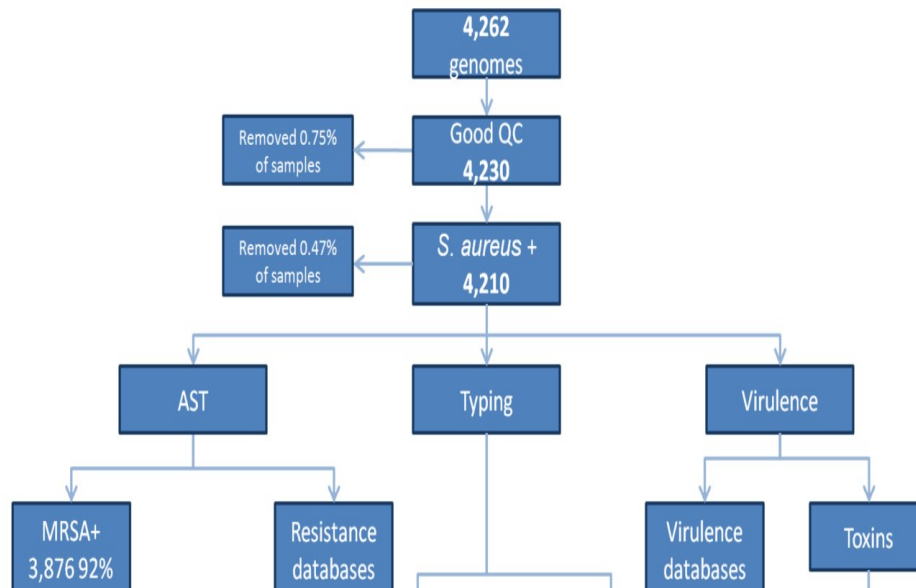 4,262
genomes
Removed 0.75%
of samples
Good QC
4,230
Removed 0.47%
of samples
S. aureus +
4,210
AST
Typing
Virulence
MRSA+
3,876 92%
Resistance
databases
Virulence
databases
Toxins